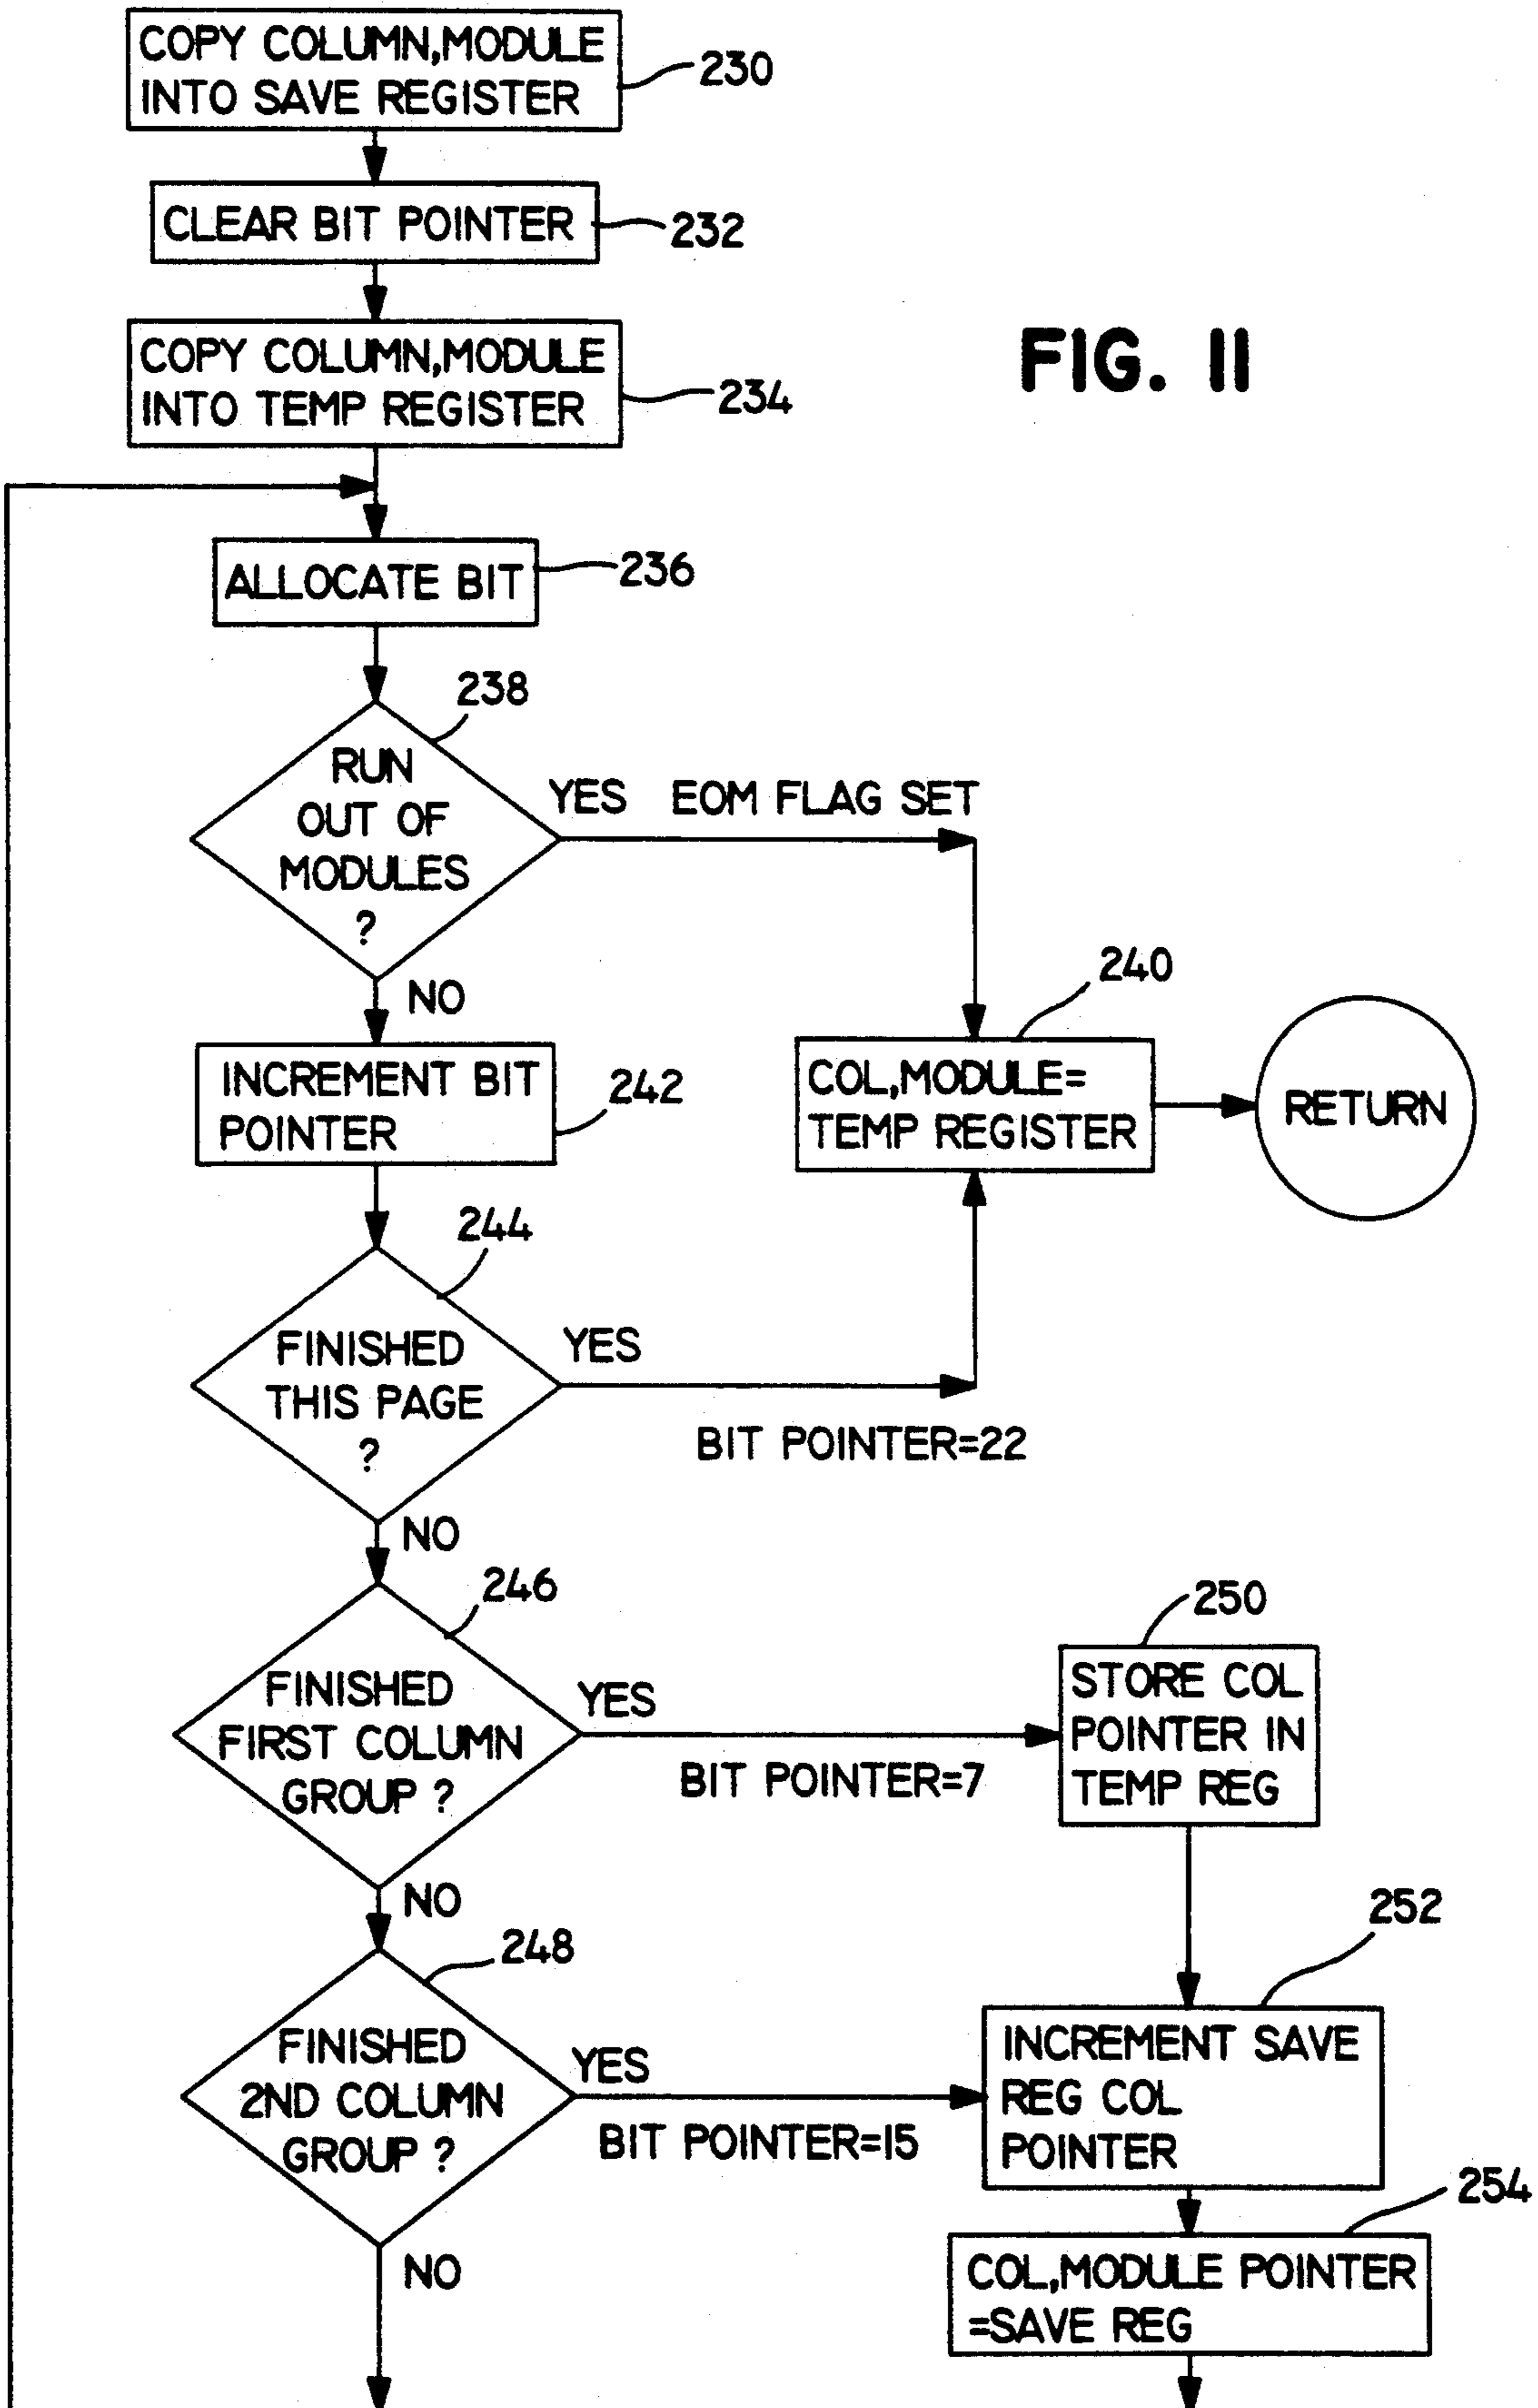 COPY COLUMN,MODULE
INTO SAVE REGISTER
230
CLEAR BIT POINTER
232
COPY COLUMN,MODULE
INTO TEMP REGISTER
234
FIG. 11
ALLOCATE BIT
236
238
RUN
OUT OF
MODULES
?
YES EOM FLAG SET
NO
240
COL,MODULE=
TEMP REGISTER
RETURN
INCREMENT BIT
POINTER
242
244
FINISHED
THIS PAGE
?
YES
BIT POINTER=22
NO
246
FINISHED
FIRST COLUMN
GROUP ?
YES
BIT POINTER=7
250
STORE COL
POINTER IN
TEMP REG
NO
248
FINISHED
2ND COLUMN
GROUP ?
YES
BIT POINTER=15
252
INCREMENT SAVE
REG COL
POINTER
NO
254
COL,MODULE POINTER
=SAVE REG